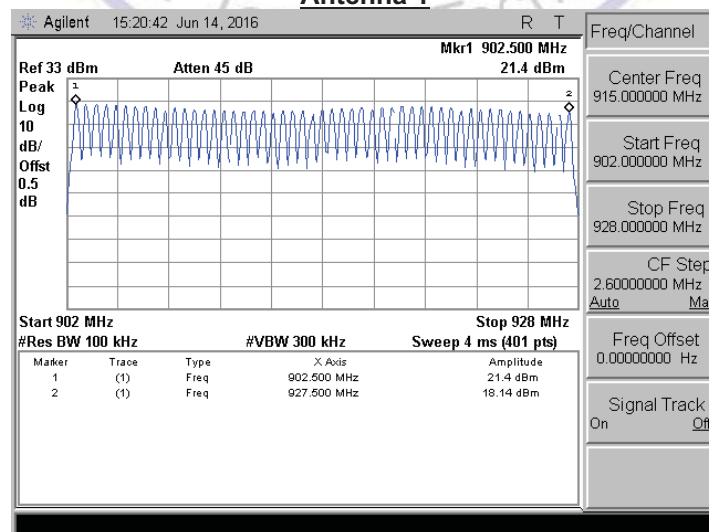 Antenna 1
Agilent 15:20:42 Jun 14, 2016 R T
Mkr1 902.500 MHz
Ref 33 dBm Atten 45 dB 21.4 dBm
Peak
Log
10
dB/
Offst
0.5
dB
1
2
Start 902 MHz Stop 928 MHz
#Res BW 100 kHz #VBW 300 kHz Sweep 4 ms (401 pts)
Marker Trace Type X Axis Amplitude
1 (1) Freq 902.500 MHz 21.4 dBm
2 (1) Freq 927.500 MHz 18.14 dBm
Freq/Channel
Center Freq
915.000000 MHz
Start Freq
902.000000 MHz
Stop Freq
928.000000 MHz
CF Step
2.60000000 MHz
Auto Ma
Freq Offset
0.00000000 Hz
Signal Track
On Off